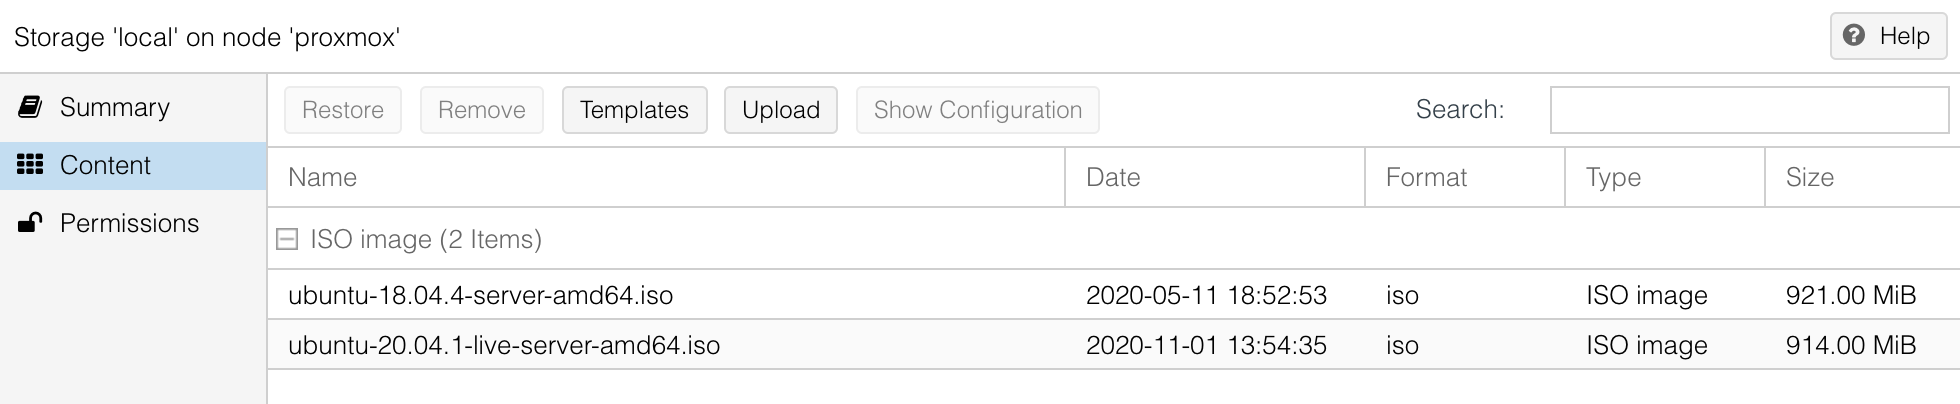 Storage 'local' on node 'proxmox'
Help
Summary
Content
Permissions
Restore Remove Templates Upload Show Configuration Search:
Name Date Format Type Size
ISO image (2 Items)
ubuntu-18.04.4-server-amd64.iso 2020-05-11 18:52:53 iso ISO image 921.00 MiB
ubuntu-20.04.1-live-server-amd64.iso 2020-11-01 13:54:35 iso ISO image 914.00 MiB